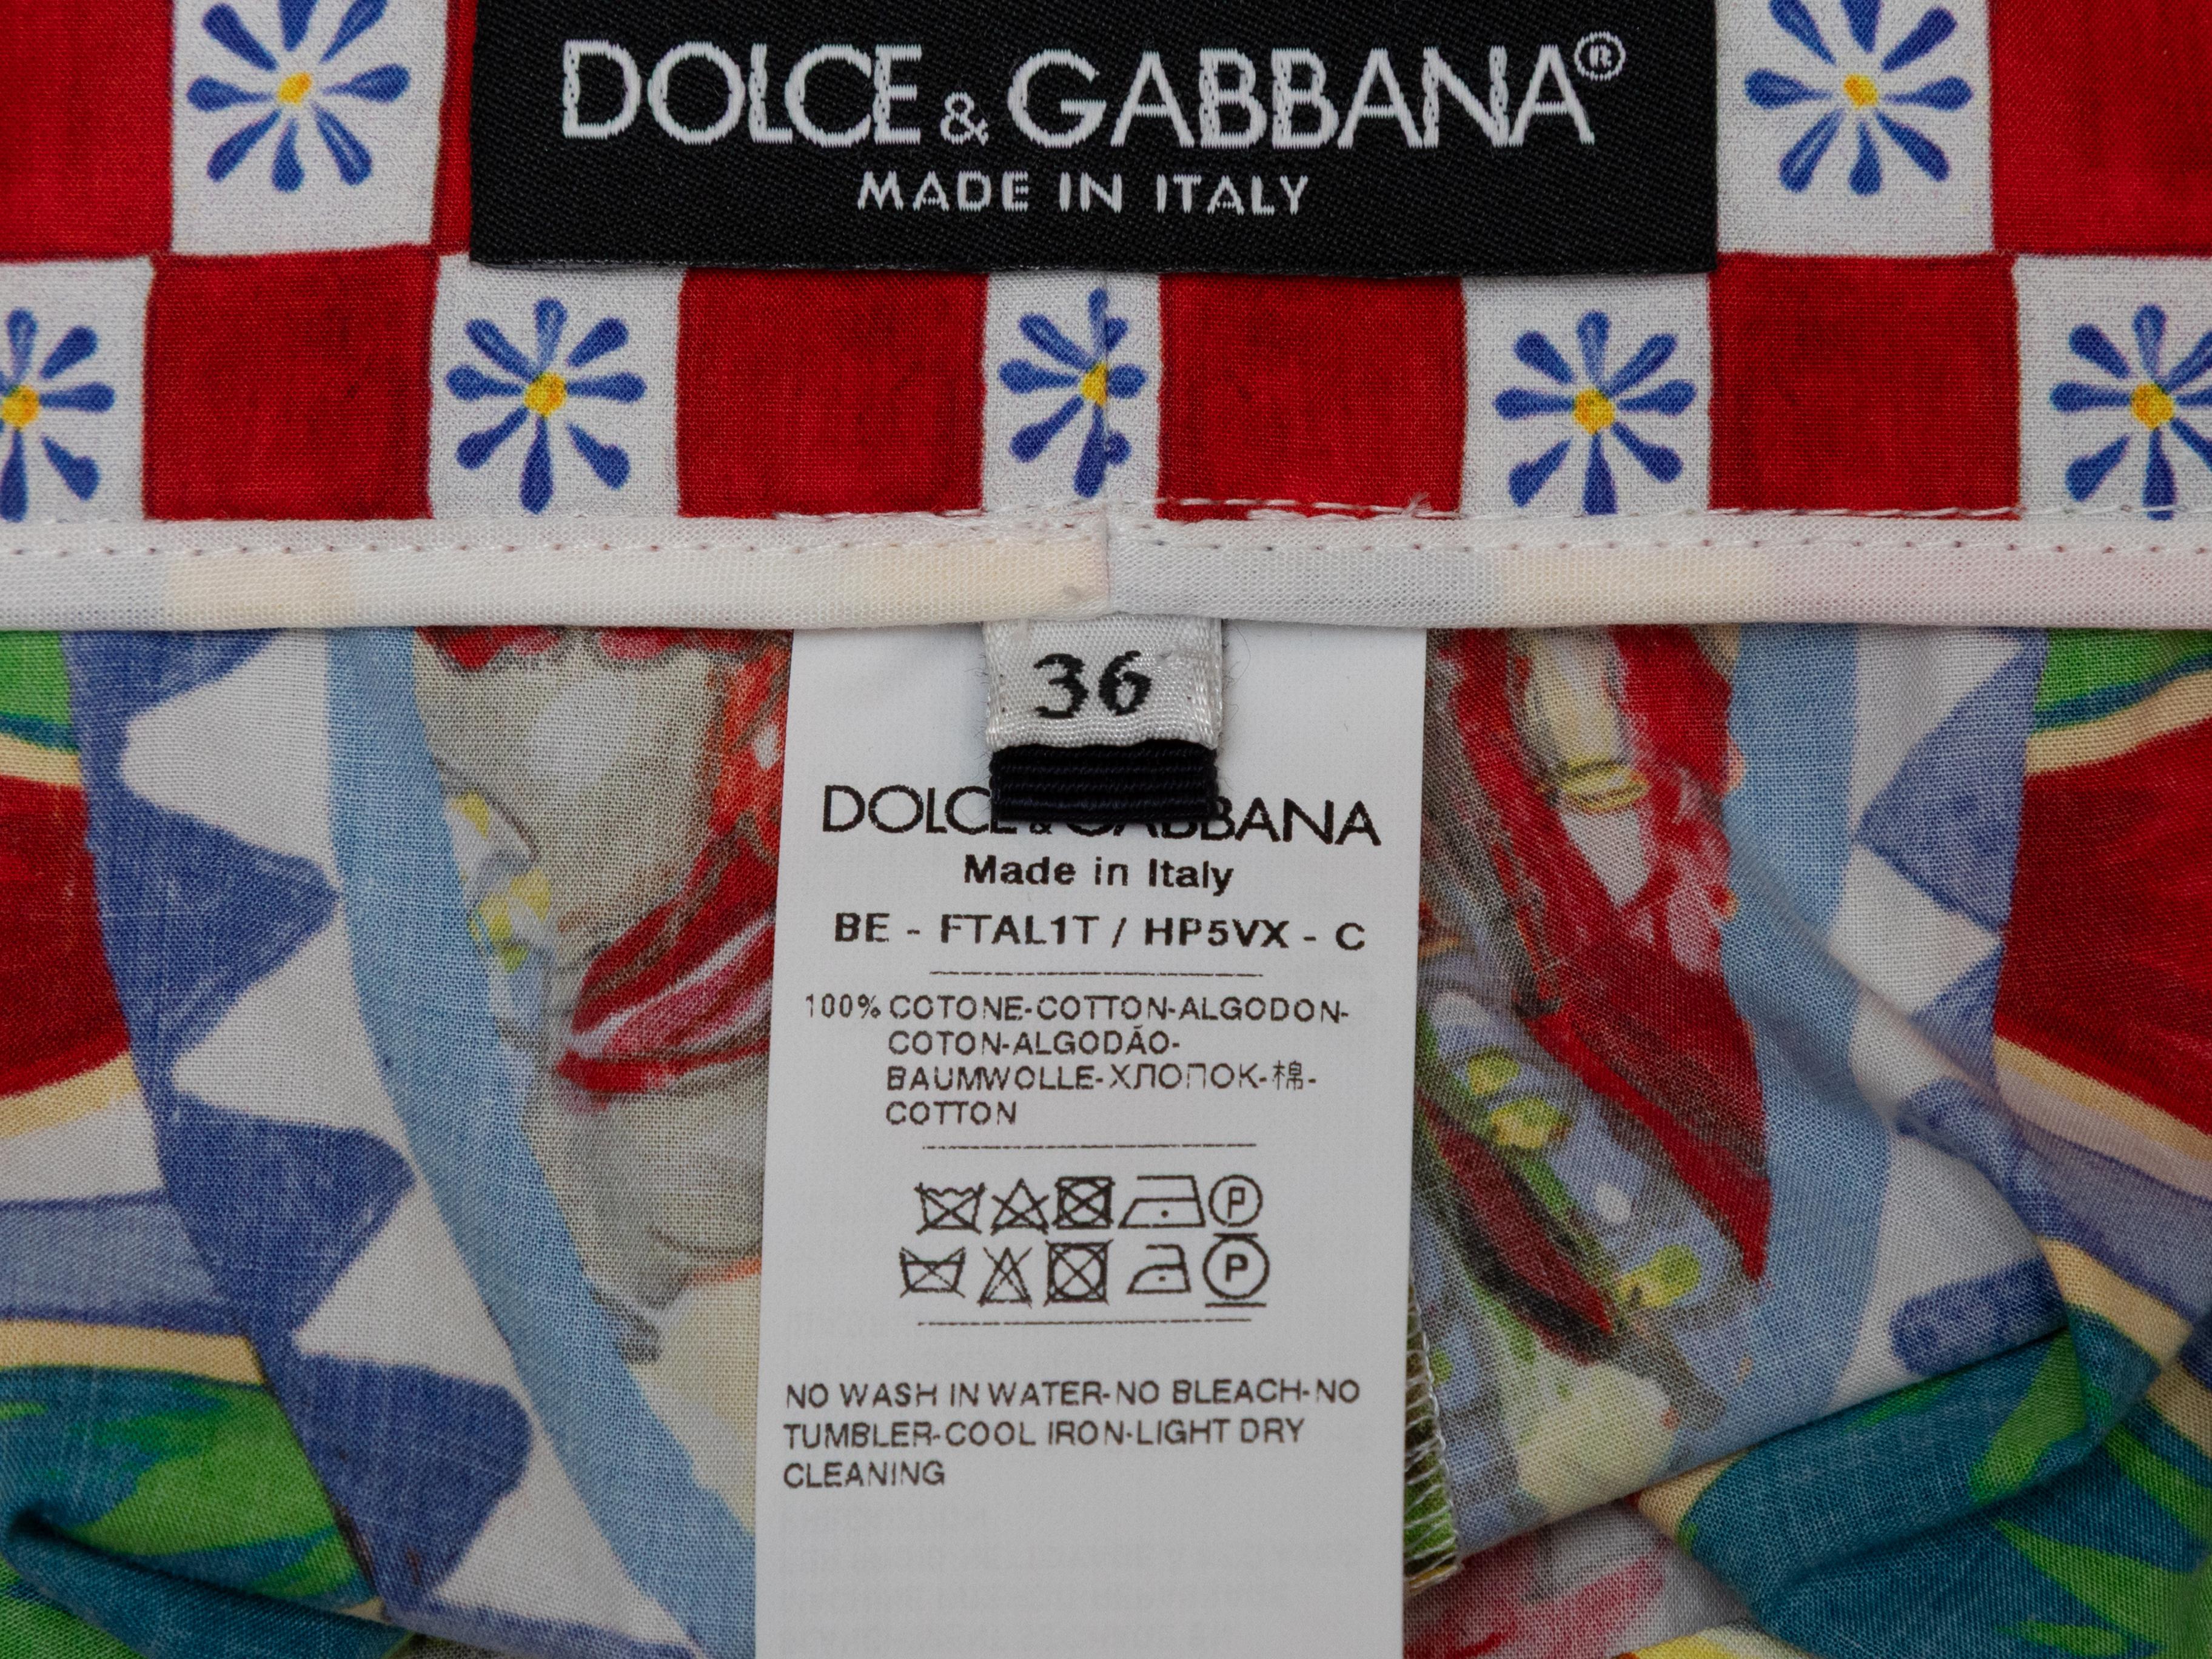 DOLCE & GABBANA®
MADE IN ITALY
36
DOLCE & GABBANA
Made in Italy
BE - FTAL1T / HP5VX - C
100% COTONE-COTTON-ALGODON-
COTON-ALGODÃO-
BAUMWOLLE-ХЛОПОК-棉-
COTTON
P
P
NO WASH IN WATER-NO BLEACH-NO
TUMBLER-COOL IRON-LIGHT DRY
CLEANING